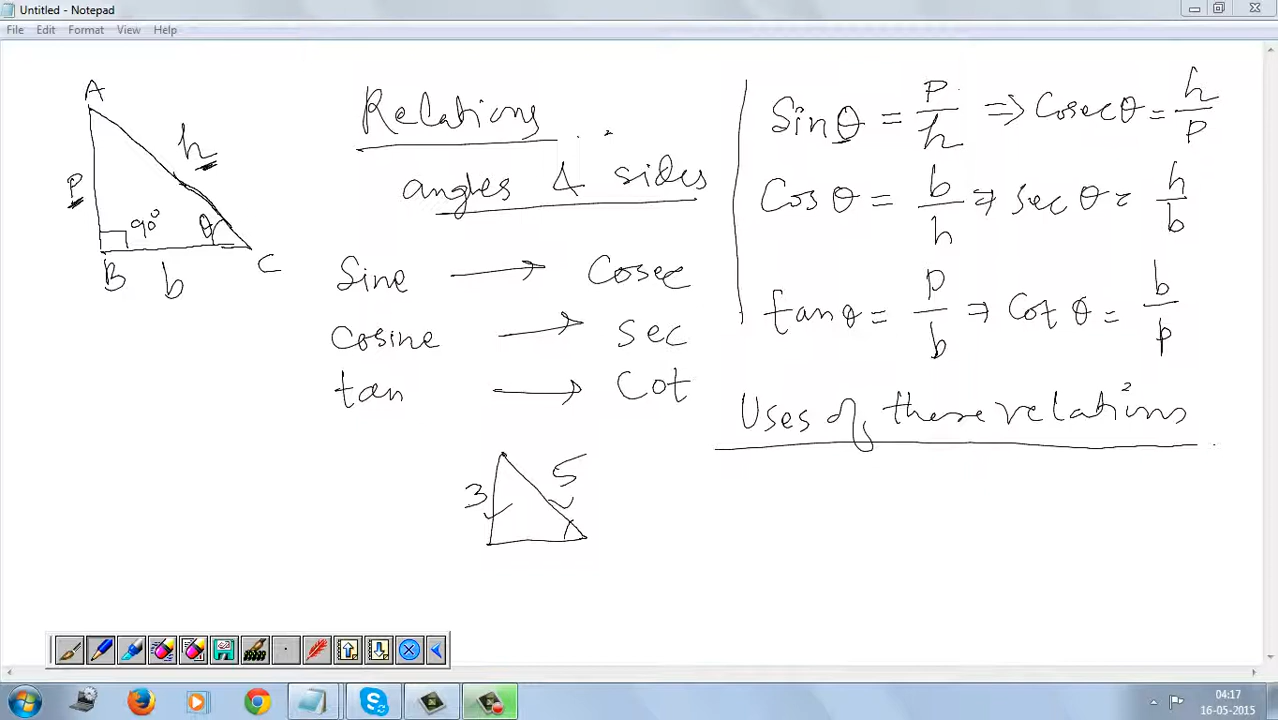 Untitled - Notepad
File Edit Format View Help
A
h
P
90°
θ
B
b
C
Relations
angles & sides
Sine → Cosec
cosine → sec
tan → Cot
Sinθ = P/h ⇒ Cosecθ = h/P
Cosθ = b/h ⇒ secθ = h/b
tanθ = P/b ⇒ Cotθ = b/P
Uses of these relations
3
5
04:17
16-05-2015